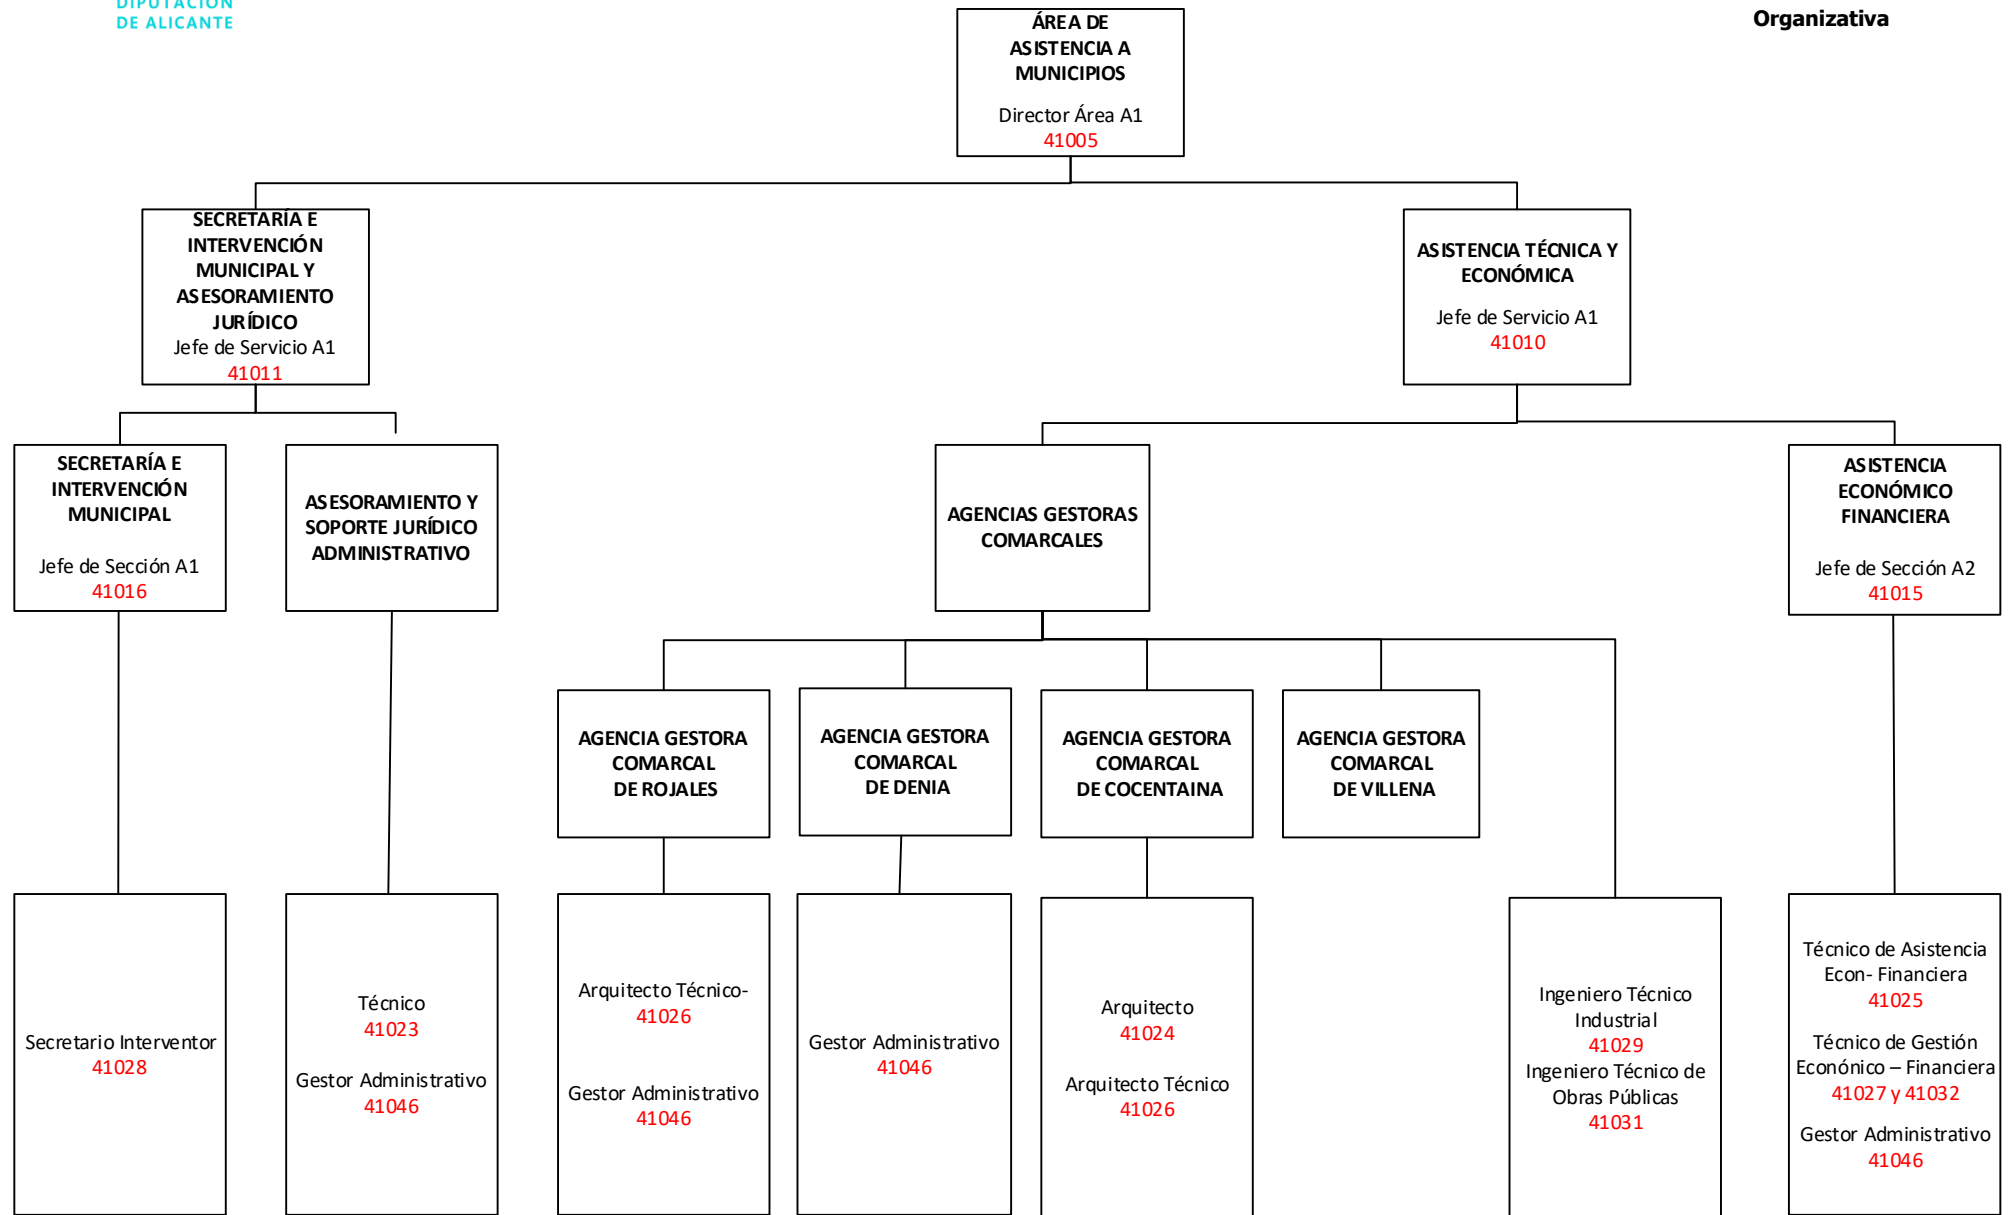 DIPUTACIÓN
DE ALICANTE
Organizativa
ÁREA DE
ASISTENCIA A
MUNICIPIOS
Director Área A1
41005
SECRETARÍA E
INTERVENCIÓN
MUNICIPAL Y
ASESORAMIENTO
JURÍDICO
Jefe de Servicio A1
41011
ASISTENCIA TÉCNICA Y
ECONÓMICA
Jefe de Servicio A1
41010
SECRETARÍA E
INTERVENCIÓN
MUNICIPAL
Jefe de Sección A1
41016
ASESORAMIENTO Y
SOPORTE JURÍDICO
ADMINISTRATIVO
AGENCIAS GESTORAS
COMARCALES
ASISTENCIA
ECONÓMICO
FINANCIERA
Jefe de Sección A2
41015
AGENCIA GESTORA
COMARCAL
DE ROJALES
AGENCIA GESTORA
COMARCAL
DE DENIA
AGENCIA GESTORA
COMARCAL
DE COCENTAINA
AGENCIA GESTORA
COMARCAL
DE VILLENA
Secretario Interventor
41028
Técnico
41023
Gestor Administrativo
41046
Arquitecto Técnico-
41026
Gestor Administrativo
41046
Gestor Administrativo
41046
Arquitecto
41024
Arquitecto Técnico
41026
Ingeniero Técnico
Industrial
41029
Ingeniero Técnico de
Obras Públicas
41031
Técnico de Asistencia
Econ- Financiera
41025
Técnico de Gestión
Econónico – Financiera
41027 y 41032
Gestor Administrativo
41046